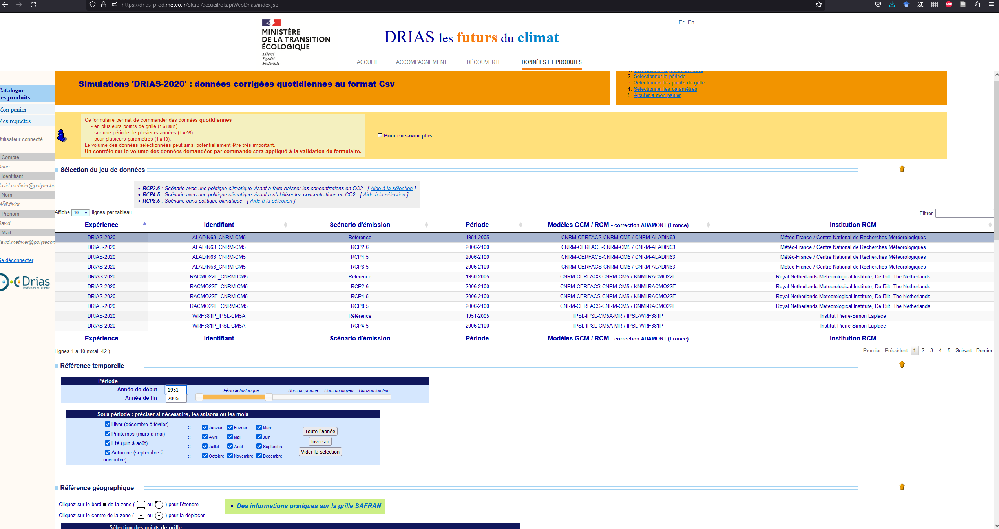 https://drias-prod.meteo.fr/okapi/accueil/okapiWebDrias/index.jsp
ABP
Fr En
MINISTÈRE
DE LA TRANSITION
ÉCOLOGIQUE
Liberté
Égalité
Fraternité
DRIAS les futurs du climat
ACCUEIL ACCOMPAGNEMENT DÉCOUVERTE DONNÉES ET PRODUITS
Catalogue
des produits
Mon panier
Mes requêtes
Utilisateur connecté
Compte:
Drias
Identifiant:
david.metivier@polytechn
Nom:
MÃ©tivier
Prénom:
David
Mail:
david.metivier@polytechn
Se déconnecter
Drias
les futurs du climat
Simulations 'DRIAS-2020' : données corrigées quotidiennes au format Csv
2. Sélectionner la période
3. Sélectionner les points de grille
4. Sélectionner les paramètres
5. Ajouter à mon panier
Ce formulaire permet de commander des données quotidiennes :
- en plusieurs points de grille (1 à 8981)
- sur une période de plusieurs années (1 à 95)
- pour plusieurs paramètres (1 à 10).
Le volume des données sélectionnées peut ainsi potentiellement être très important.
Un contrôle sur le volume des données demandées par commande sera appliqué à la validation du formulaire.
Pour en savoir plus
Sélection du jeu de données
• RCP2.6 : Scénario avec une politique climatique visant à faire baisser les concentrations en CO2 [ Aide à la sélection ]
• RCP4.5 : Scénario avec une politique climatique visant à stabiliser les concentrations en CO2 [ Aide à la sélection ]
• RCP8.5 : Scénario sans politique climatique [ Aide à la sélection ]
Affiche 10 lignes par tableau Filtrer
Expérience Identifiant Scénario d'émission Période Modèles GCM / RCM - correction ADAMONT (France) Institution RCM
DRIAS-2020 ALADIN63_CNRM-CM5 Référence 1951-2005 CNRM-CERFACS-CNRM-CM5 / CNRM-ALADIN63 Météo-France / Centre National de Recherches Météorologiques
DRIAS-2020 ALADIN63_CNRM-CM5 RCP2.6 2006-2100 CNRM-CERFACS-CNRM-CM5 / CNRM-ALADIN63 Météo-France / Centre National de Recherches Météorologiques
DRIAS-2020 ALADIN63_CNRM-CM5 RCP4.5 2006-2100 CNRM-CERFACS-CNRM-CM5 / CNRM-ALADIN63 Météo-France / Centre National de Recherches Météorologiques
DRIAS-2020 ALADIN63_CNRM-CM5 RCP8.5 2006-2100 CNRM-CERFACS-CNRM-CM5 / CNRM-ALADIN63 Météo-France / Centre National de Recherches Météorologiques
DRIAS-2020 RACMO22E_CNRM-CM5 Référence 1950-2005 CNRM-CERFACS-CNRM-CM5 / KNMI-RACMO22E Royal Netherlands Meteorological Institute, De Bilt, The Netherlands
DRIAS-2020 RACMO22E_CNRM-CM5 RCP2.6 2006-2100 CNRM-CERFACS-CNRM-CM5 / KNMI-RACMO22E Royal Netherlands Meteorological Institute, De Bilt, The Netherlands
DRIAS-2020 RACMO22E_CNRM-CM5 RCP4.5 2006-2100 CNRM-CERFACS-CNRM-CM5 / KNMI-RACMO22E Royal Netherlands Meteorological Institute, De Bilt, The Netherlands
DRIAS-2020 RACMO22E_CNRM-CM5 RCP8.5 2006-2100 CNRM-CERFACS-CNRM-CM5 / KNMI-RACMO22E Royal Netherlands Meteorological Institute, De Bilt, The Netherlands
DRIAS-2020 WRF381P_IPSL-CM5A Référence 1951-2005 IPSL-IPSL-CM5A-MR / IPSL-WRF381P Institut Pierre-Simon Laplace
DRIAS-2020 WRF381P_IPSL-CM5A RCP4.5 2006-2100 IPSL-IPSL-CM5A-MR / IPSL-WRF381P Institut Pierre-Simon Laplace
Expérience Identifiant Scénario d'émission Période Modèles GCM / RCM - correction ADAMONT (France) Institution RCM
Lignes 1 a 10 (total: 42 ) Premier Précédent 1 2 3 4 5 Suivant Dernier
Référence temporelle
Période
Année de début 1951 Période historique Horizon proche Horizon moyen Horizon lointain
Année de fin 2005
Sous-période : préciser si nécessaire, les saisons ou les mois
Hiver (décembre à février) :: Janvier Février Mars
Printemps (mars à mai) :: Avril Mai Juin
Eté (juin à août) :: Juillet Août Septembre
Automne (septembre à novembre) :: Octobre Novembre Décembre
Toute l'année
Inverser
Vider la sélection
Référence géographique
- Cliquez sur le bord de la zone ( ou ) pour l'étendre
- Cliquez sur le centre de la zone ( ou ) pour la déplacer
> Des informations pratiques sur la grille SAFRAN
Sélection des points de grille